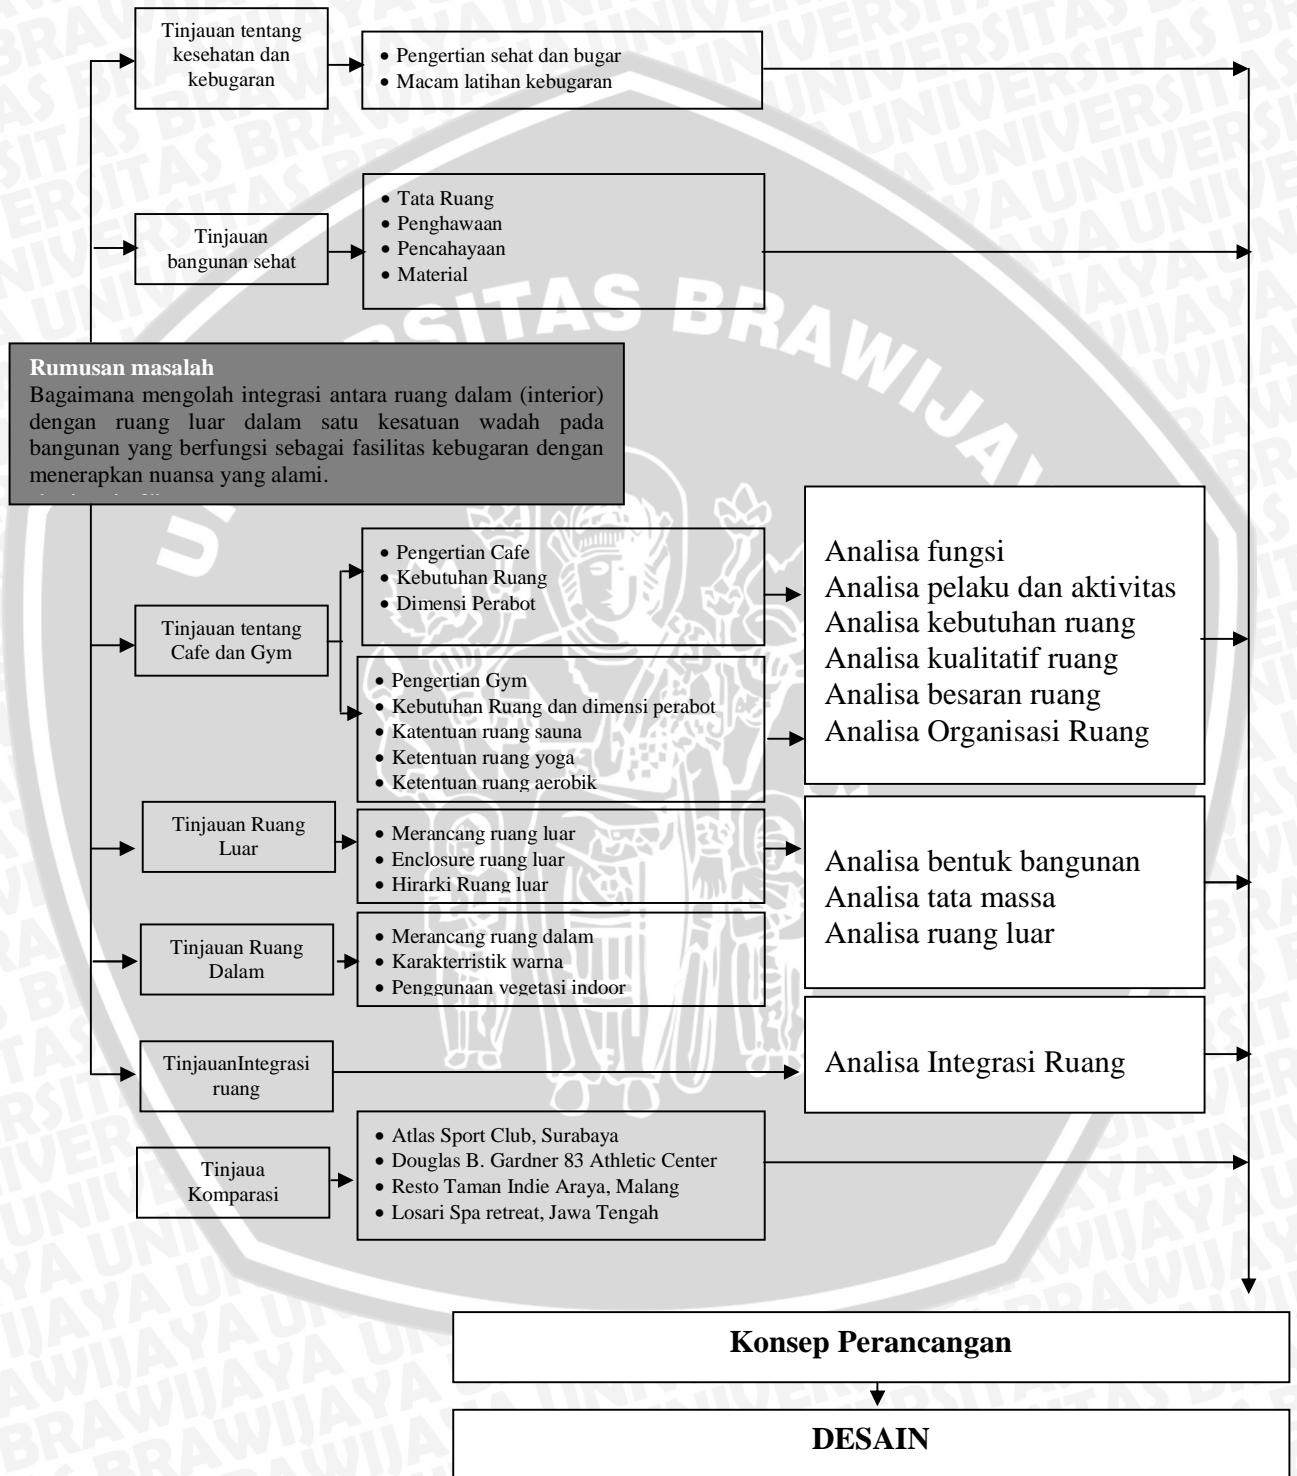 Tinjauan tentang
kesehatan dan
kebugaran
• Pengertian sehat dan bugar
• Macam latihan kebugaran
Tinjauan
bangunan sehat
• Tata Ruang
• Penghawaan
• Pencahayaan
• Material
Rumusan masalah
Bagaimana mengolah integrasi antara ruang dalam (interior)
dengan ruang luar dalam satu kesatuan wadah pada
bangunan yang berfungsi sebagai fasilitas kebugaran dengan
menerapkan nuansa yang alami.
Tinjauan tentang
Cafe dan Gym
• Pengertian Cafe
• Kebutuhan Ruang
• Dimensi Perabot
• Pengertian Gym
• Kebutuhan Ruang dan dimensi perabot
• Katentuan ruang sauna
• Ketentuan ruang yoga
• Ketentuan ruang aerobik
Analisa fungsi
Analisa pelaku dan aktivitas
Analisa kebutuhan ruang
Analisa kualitatif ruang
Analisa besaran ruang
Analisa Organisasi Ruang
Tinjauan Ruang
Luar
• Merancang ruang luar
• Enclosure ruang luar
• Hirarki Ruang luar
Analisa bentuk bangunan
Analisa tata massa
Analisa ruang luar
Tinjauan Ruang
Dalam
• Merancang ruang dalam
• Karakterristik warna
• Penggunaan vegetasi indoor
TinjauanIntegrasi
ruang
Analisa Integrasi Ruang
Tinjaua
Komparasi
• Atlas Sport Club, Surabaya
• Douglas B. Gardner 83 Athletic Center
• Resto Taman Indie Araya, Malang
• Losari Spa retreat, Jawa Tengah
Konsep Perancangan
DESAIN
UNIVERSITAS BRAWIJAYA